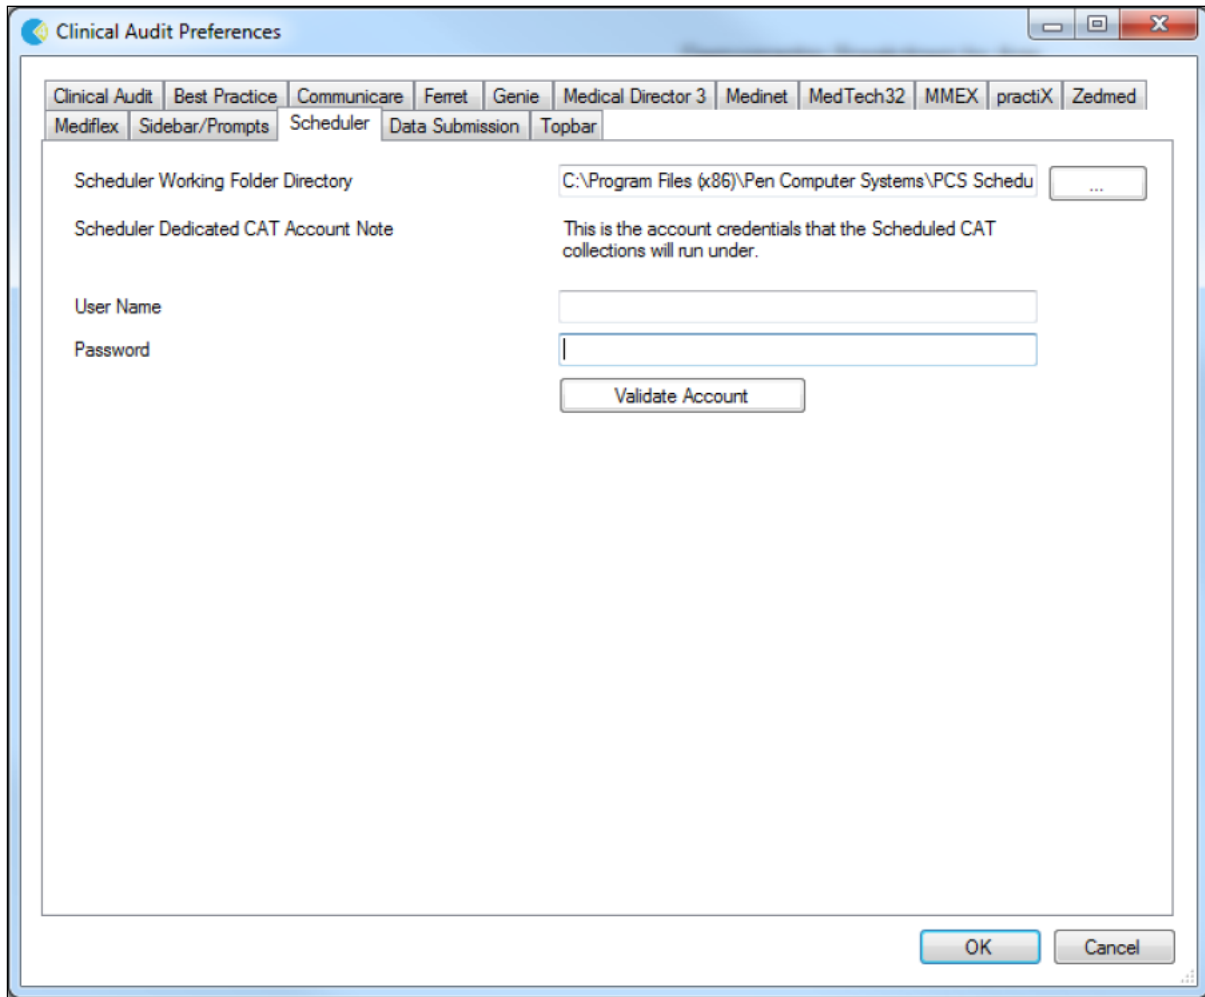 Clinical Audit Preferences
Clinical Audit Best Practice Communicare Ferret Genie Medical Director 3 Medinet MedTech32 MMEX practiX Zedmed
Mediflex Sidebar/Prompts Scheduler Data Submission Topbar
Scheduler Working Folder Directory C:\Program Files (x86)\Pen Computer Systems\PCS Schedu ...
Scheduler Dedicated CAT Account Note This is the account credentials that the Scheduled CAT
collections will run under.
User Name
Password
Validate Account
OK Cancel